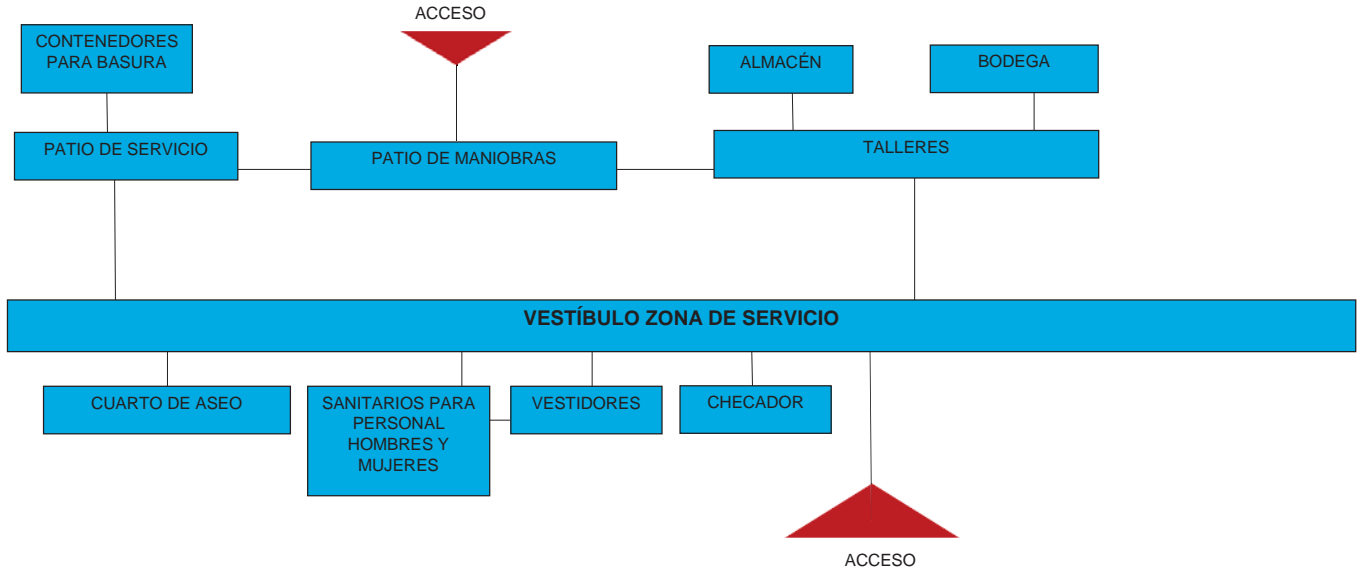 ACCESO
CONTENEDORES
PARA BASURA
ALMACÉN
BODEGA
PATIO DE SERVICIO
PATIO DE MANIOBRAS
TALLERES
VESTÍBULO ZONA DE SERVICIO
CUARTO DE ASEO
SANITARIOS PARA
PERSONAL
HOMBRES Y
MUJERES
VESTIDORES
CHECADOR
ACCESO